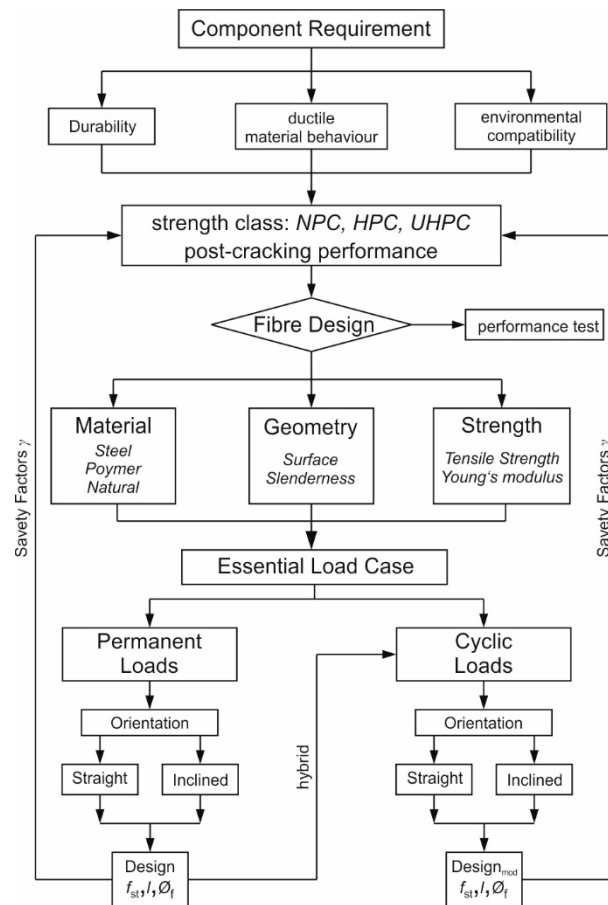 Component Requirement
Durability
ductile
material behaviour
environmental
compatibility
strength class: NPC, HPC, UHPC
post-cracking performance
Fibre Design
performance test
Material
Steel
Poymer
Natural
Geometry
Surface
Slenderness
Strength
Tensile Strength
Young's modulus
Savety Factors γ
Savety Factors γ
Essential Load Case
Permanent
Loads
Cyclic
Loads
Orientation
Orientation
hybrid
Straight
Inclined
Straight
Inclined
Design
fst, l, Øf
Designmod
fst, l, Øf